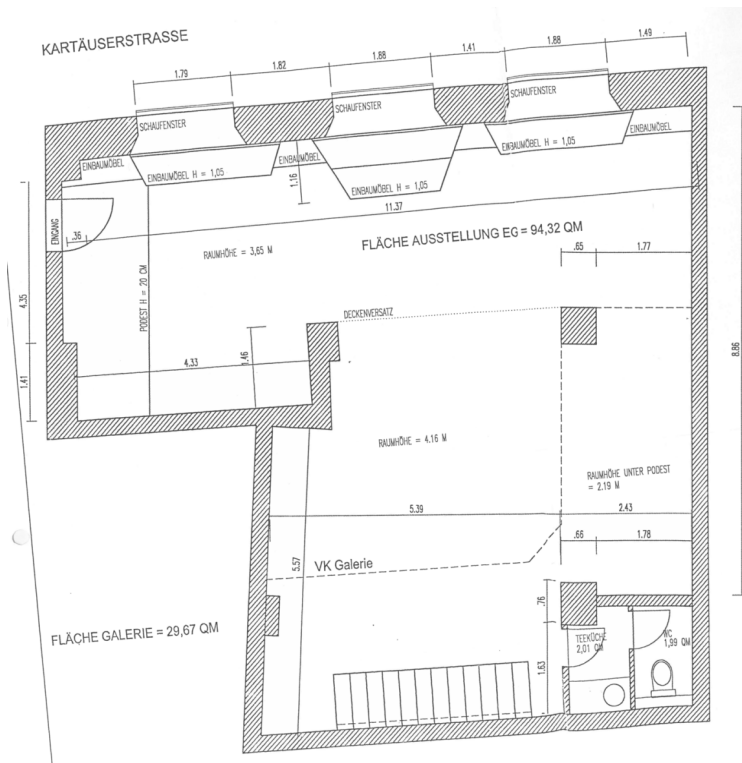 KARTÄUSERSTRASSE
1.79
1.82
1.88
1.41
1.88
1.49
SCHAUFENSTER
SCHAUFENSTER
SCHAUFENSTER
EINBAUMÖBEL
EINBAUMÖBEL H = 1,05
EINBAUMÖBEL
EINBAUMÖBEL H = 1,05
EINBAUMÖBEL H = 1,05
EINBAUMÖBEL
1.16
11.37
EINGANG
.36
RAUMHÖHE = 3,65 M
FLÄCHE AUSSTELLUNG EG = 94,32 QM
.65
1.77
PODEST H = 20 CM
4.35
DECKENVERSATZ
8.86
1.41
4.33
1.46
RAUMHÖHE = 4.16 M
RAUMHÖHE UNTER PODEST
= 2.19 M
5.39
2.43
.66
1.78
5.57
VK Galerie
.76
FLÄCHE GALERIE = 29,67 QM
TEEKÜCHE
2,01 QM
WC
1,99 QM
1.63